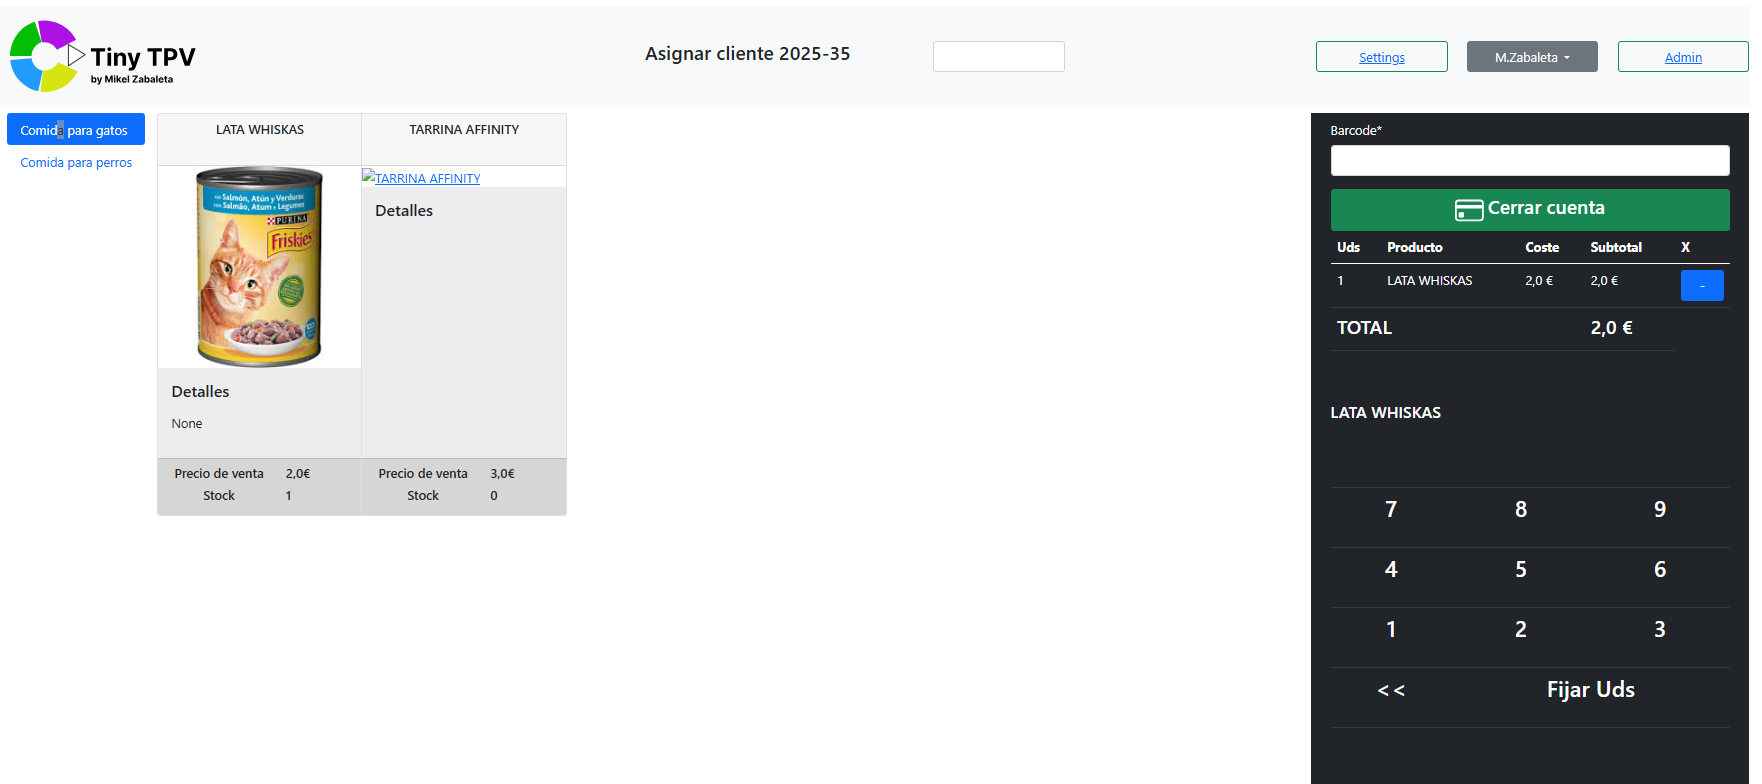 Tiny TPV
by Mikel Zabaleta
Asignar cliente 2025-35
Settings
M.Zabaleta
Admin
Comida para gatos
Comida para perros
LATA WHISKAS
con Salmón, Atún y Verduras
com Salmão, Atum e Legumes
PURINA
Friskies
Detalles
None
Precio de venta 2,0€
Stock 1
TARRINA AFFINITY
TARRINA AFFINITY
Detalles
Precio de venta 3,0€
Stock 0
Barcode*
Cerrar cuenta
Uds Producto Coste Subtotal X
1 LATA WHISKAS 2,0 € 2,0 € -
TOTAL 2,0 €
LATA WHISKAS
7 8 9
4 5 6
1 2 3
<< Fijar Uds